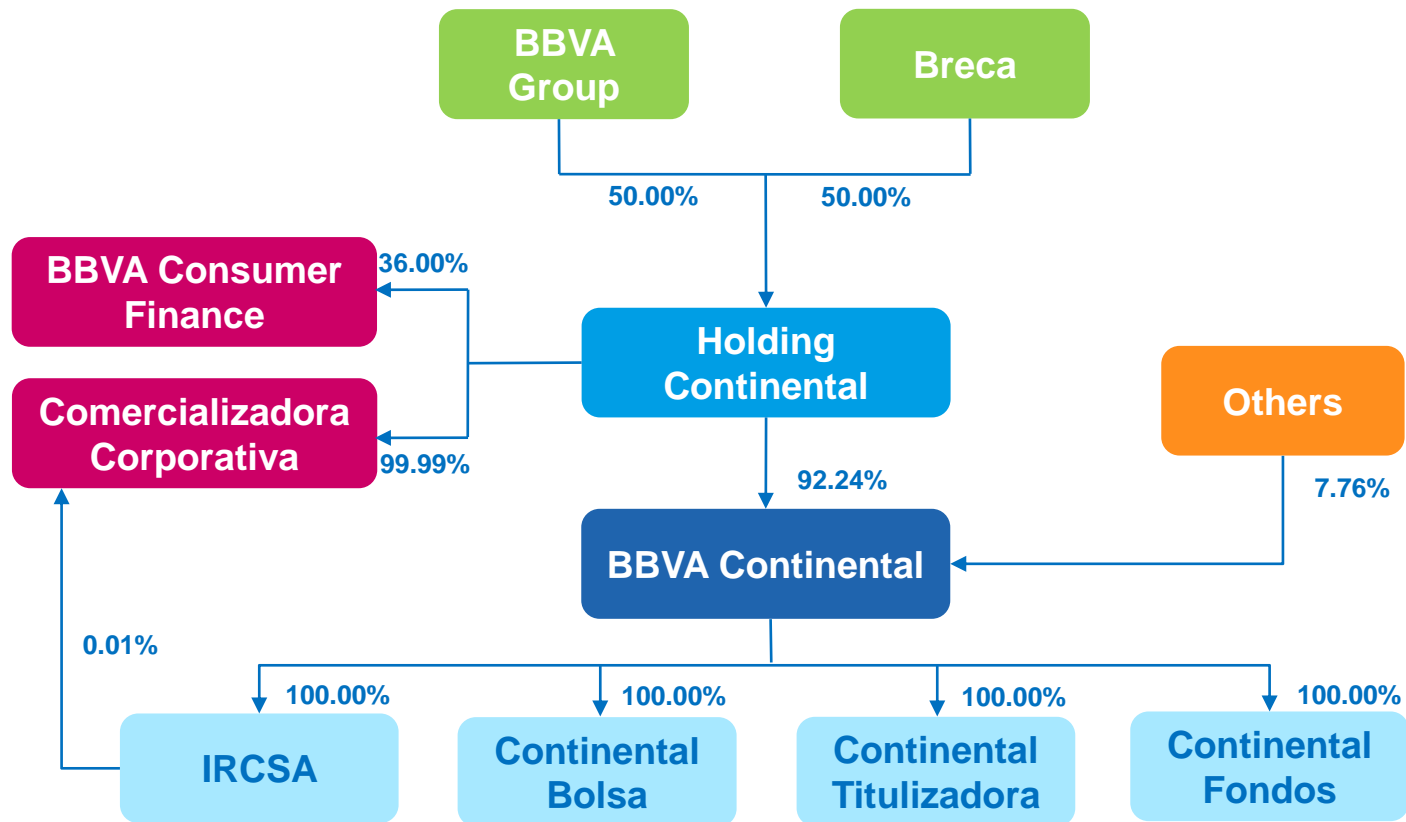 BBVA
Group
Breca
50.00%
50.00%
BBVA Consumer
Finance
36.00%
Holding
Continental
Comercializadora
Corporativa
99.99%
Others
92.24%
7.76%
BBVA Continental
0.01%
100.00%
100.00%
100.00%
100.00%
IRCSA
Continental
Bolsa
Continental
Titulizadora
Continental
Fondos